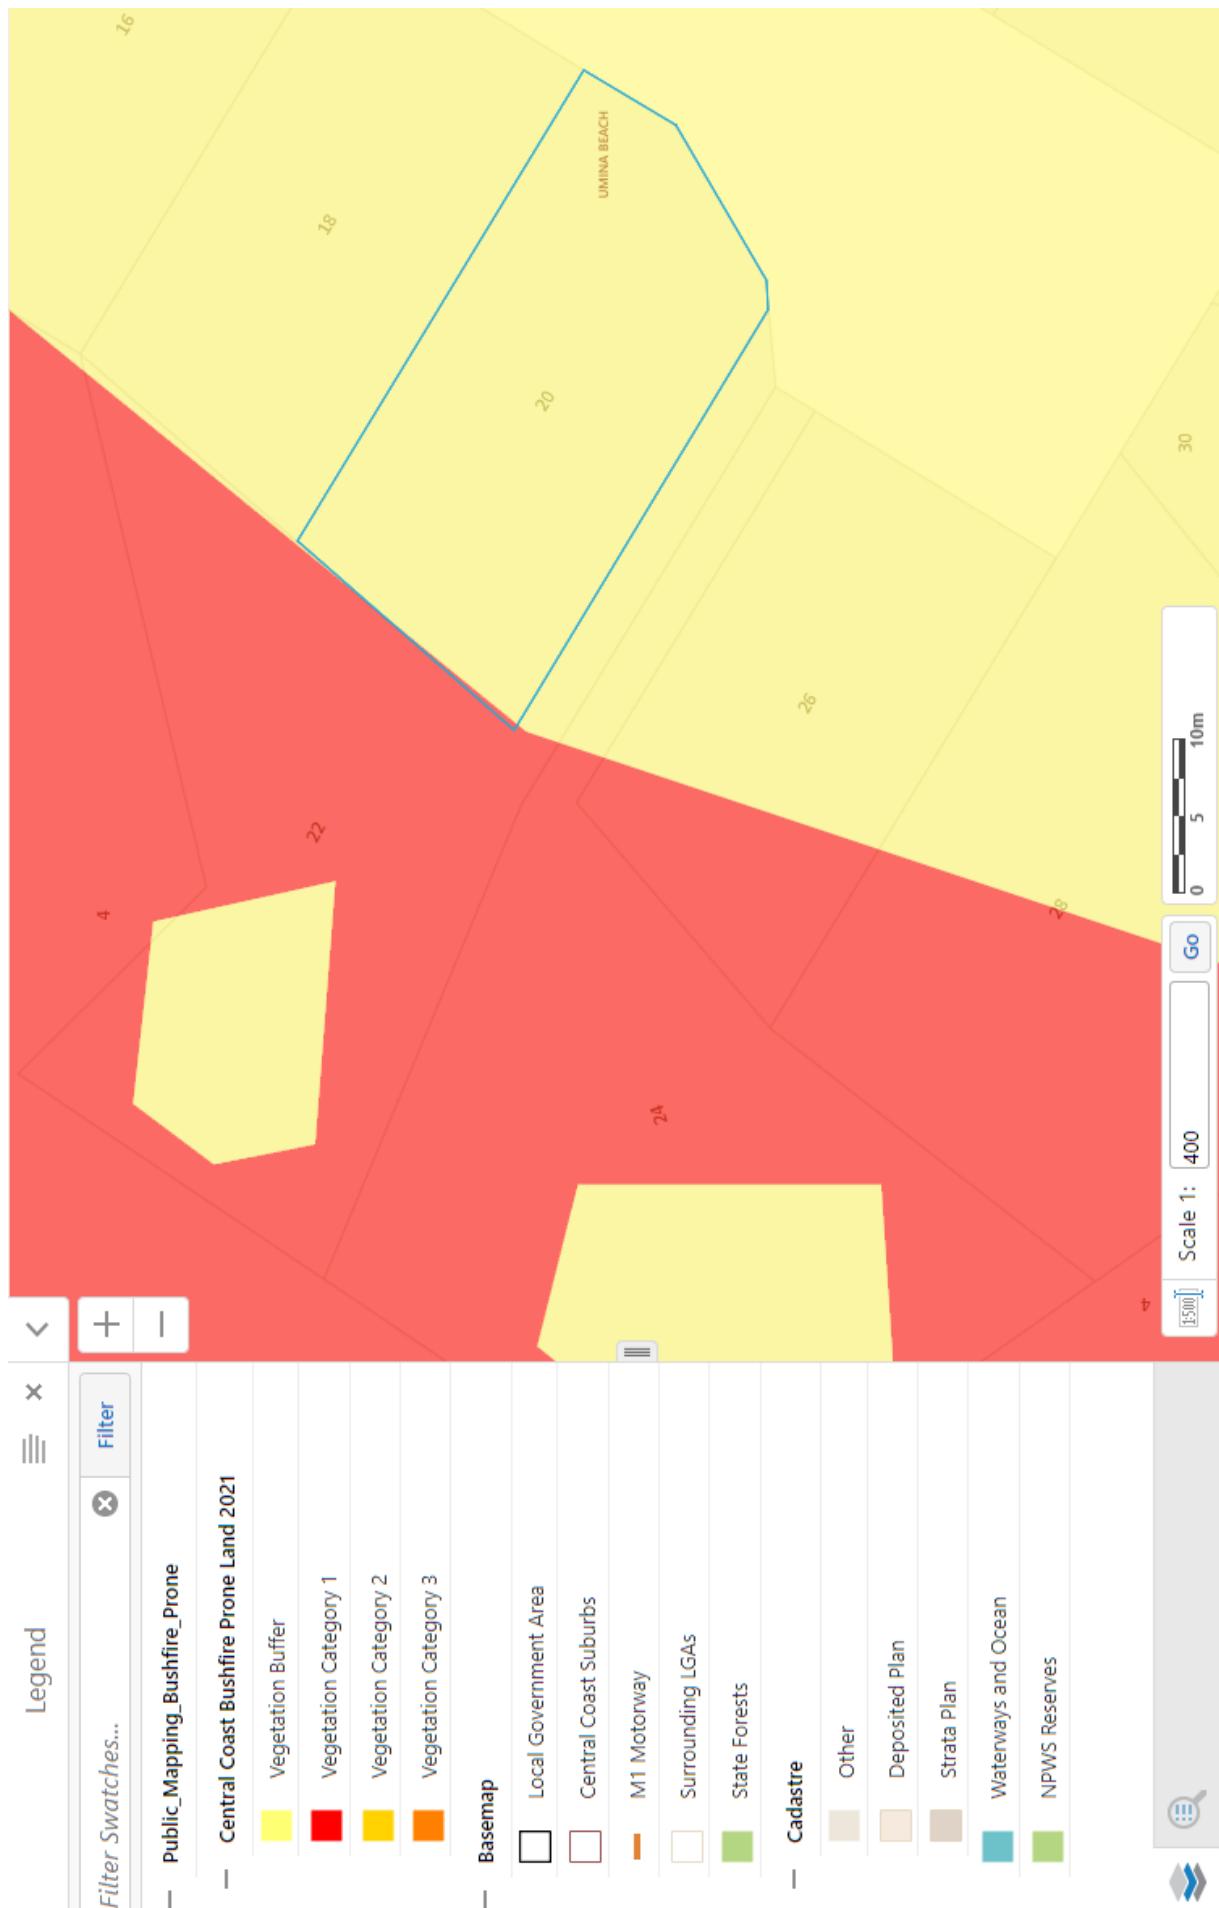 Legend
Filter Swatches...
Filter
Public_Mapping_Bushfire_Prone
Central Coast Bushfire Prone Land 2021
Vegetation Buffer
Vegetation Category 1
Vegetation Category 2
Vegetation Category 3
Basemap
Local Government Area
Central Coast Suburbs
M1 Motorway
Surrounding LGAs
State Forests
Cadastre
Other
Deposited Plan
Strata Plan
Waterways and Ocean
NPWS Reserves
4
22
18
16
20
UMINA BEACH
24
26
28
30
4
1:500
Scale 1:
400
Go
0 5 10m